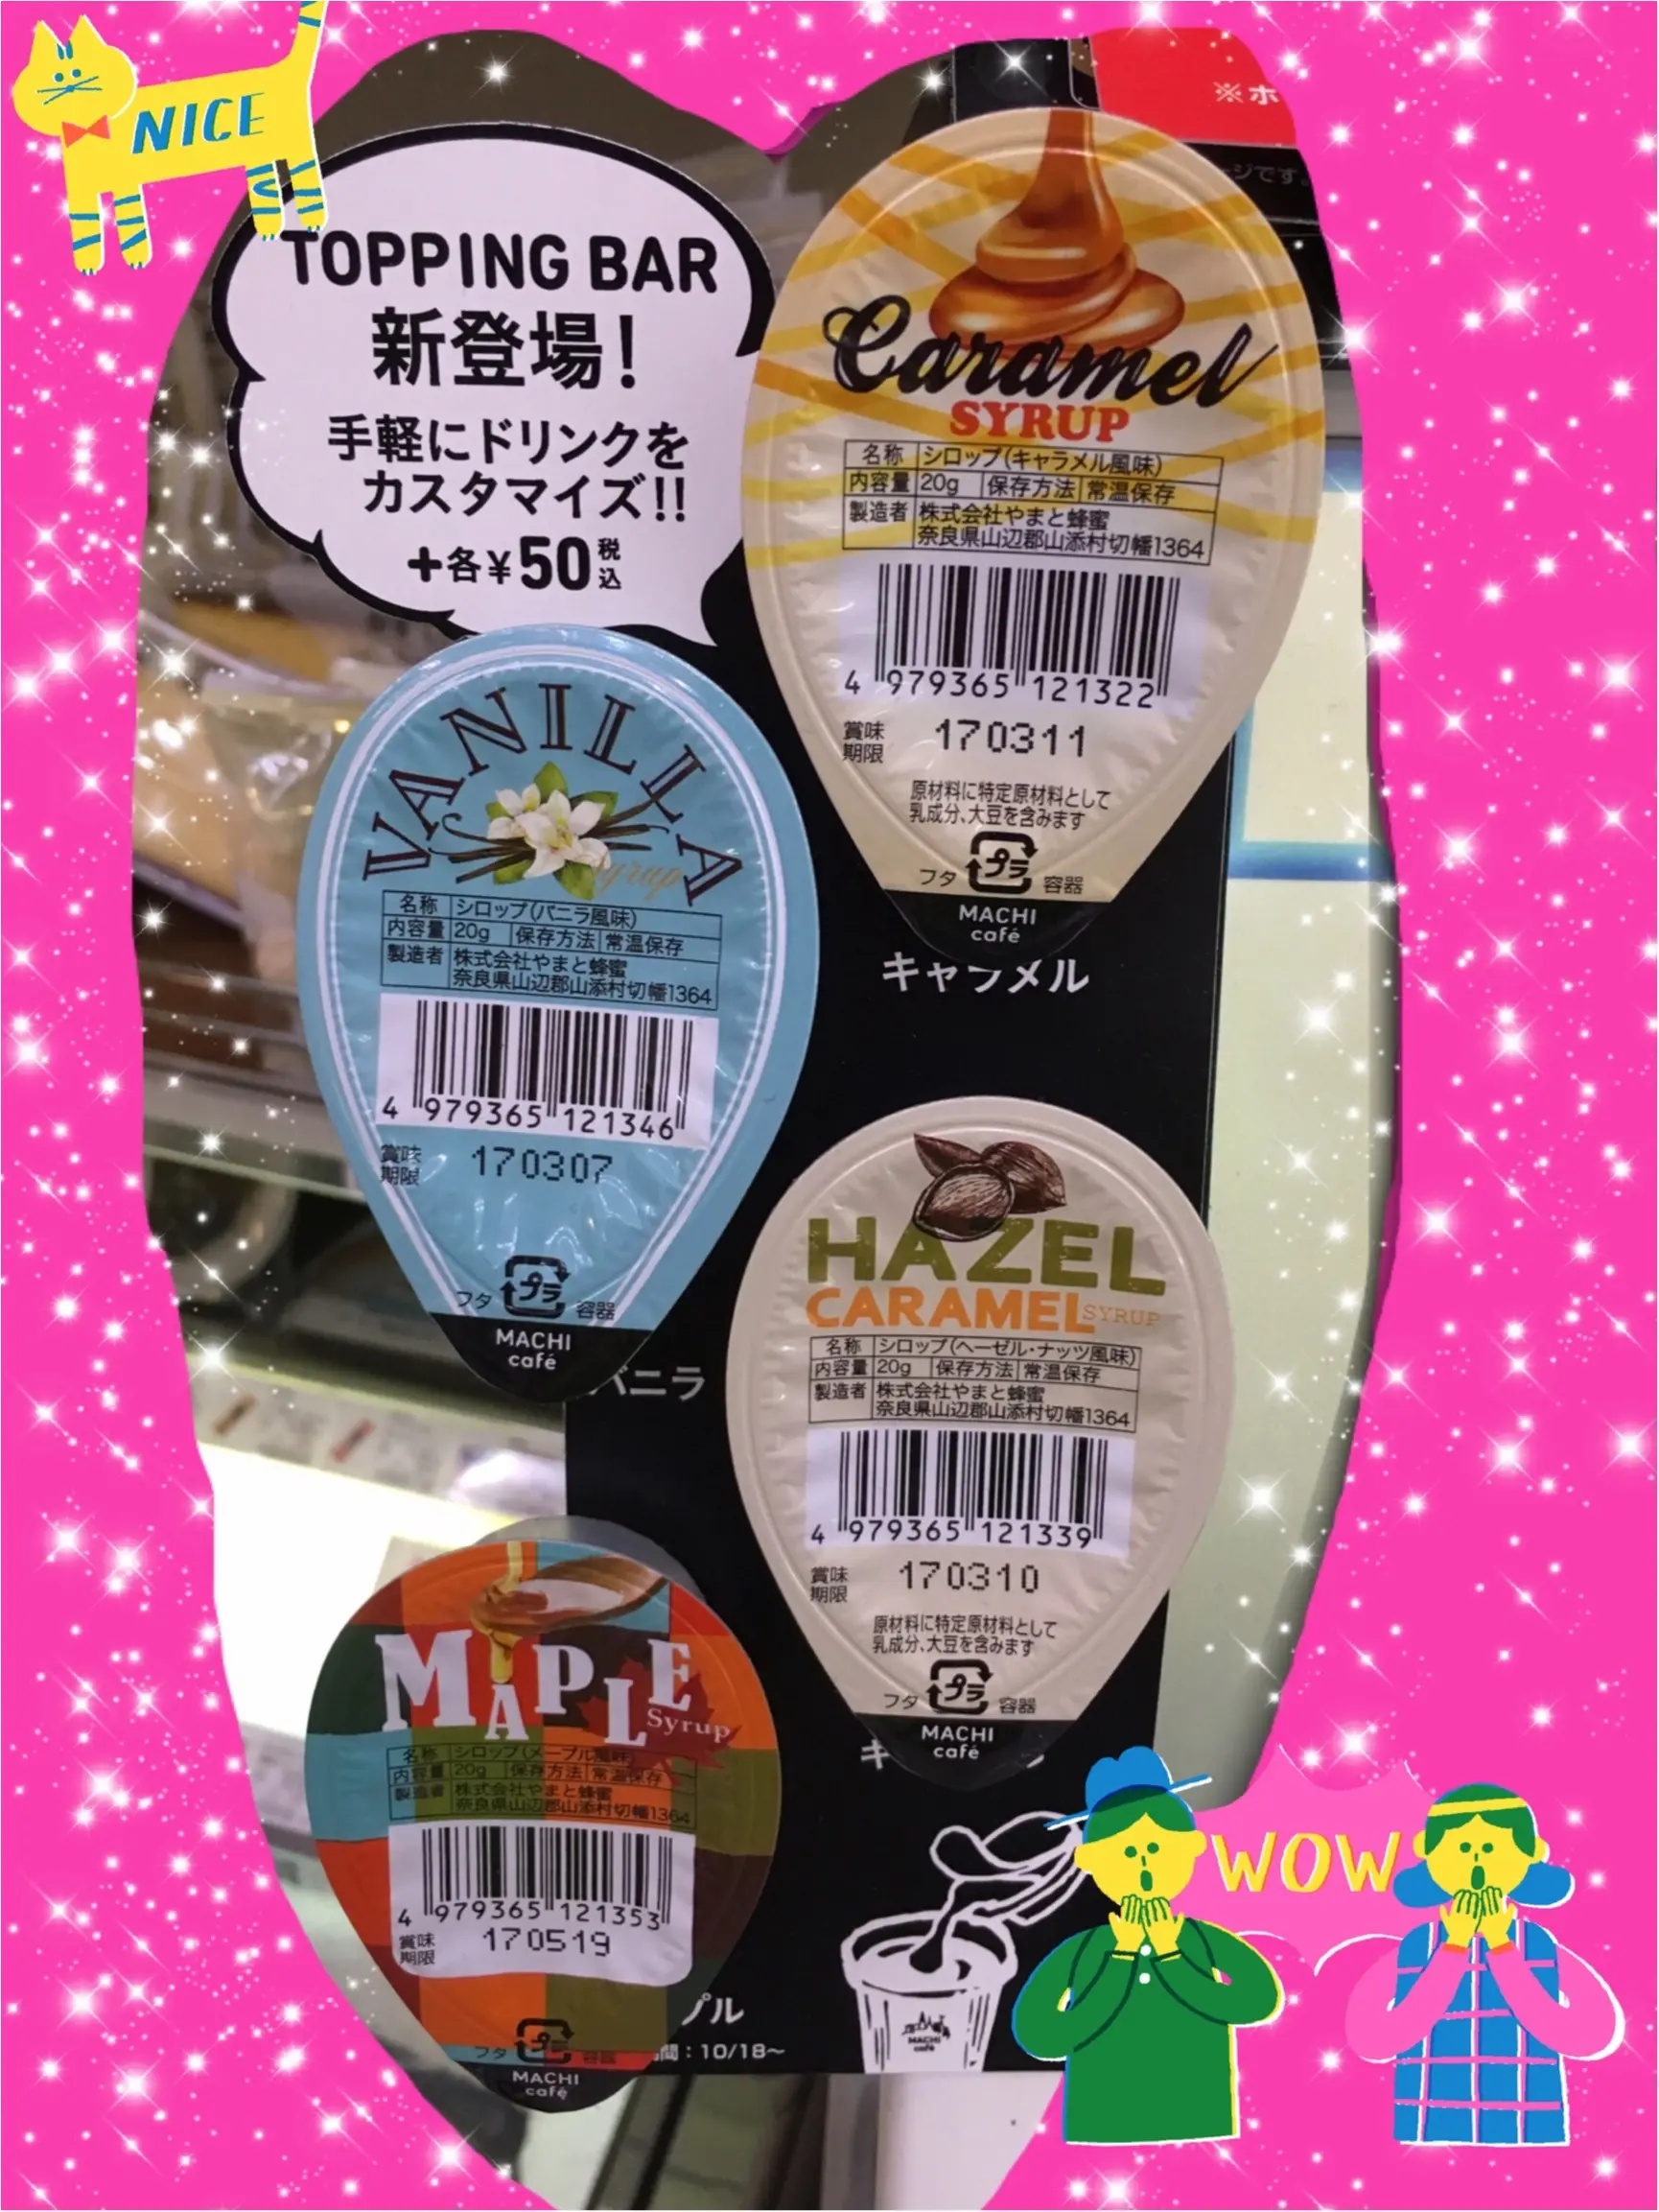 NICE
※ホ
ージです。
TOPPING BAR
新登場!
手軽にドリンクを
カスタマイズ!!
+各¥50税込
Caramel
SYRUP
名称 シロップ(キャラメル風味)
内容量 20g 保存方法 常温保存
製造者 株式会社やまと蜂蜜
奈良県山辺郡山添村切幡1364
4 979365 121322
賞味期限 170311
原材料に特定原材料として
乳成分、大豆を含みます
フタ プラ 容器
MACHI
café
キャラメル
VANILLA
syrup
名称 シロップ(バニラ風味)
内容量 20g 保存方法 常温保存
製造者 株式会社やまと蜂蜜
奈良県山辺郡山添村切幡1364
4 979365 121346
賞味期限 170307
フタ プラ 容器
MACHI
café
バニラ
HAZEL
CARAMEL SYRUP
名称 シロップ(ヘーゼル・ナッツ風味)
内容量 20g 保存方法 常温保存
製造者 株式会社やまと蜂蜜
奈良県山辺郡山添村切幡1364
4 979365 121339
賞味期限 170310
原材料に特定原材料として
乳成分、大豆を含みます
フタ プラ 容器
MACHI
café
MAPLE
Syrup
名称 シロップ(メープル風味)
内容量 20g 保存方法 常温保存
製造者 株式会社やまと蜂蜜
奈良県山辺郡山添村切幡1364
4 979365 121353
賞味期限 170519
フタ プラ 容器
MACHI
café
プル
間:10/18~
MACHI
café
WOW